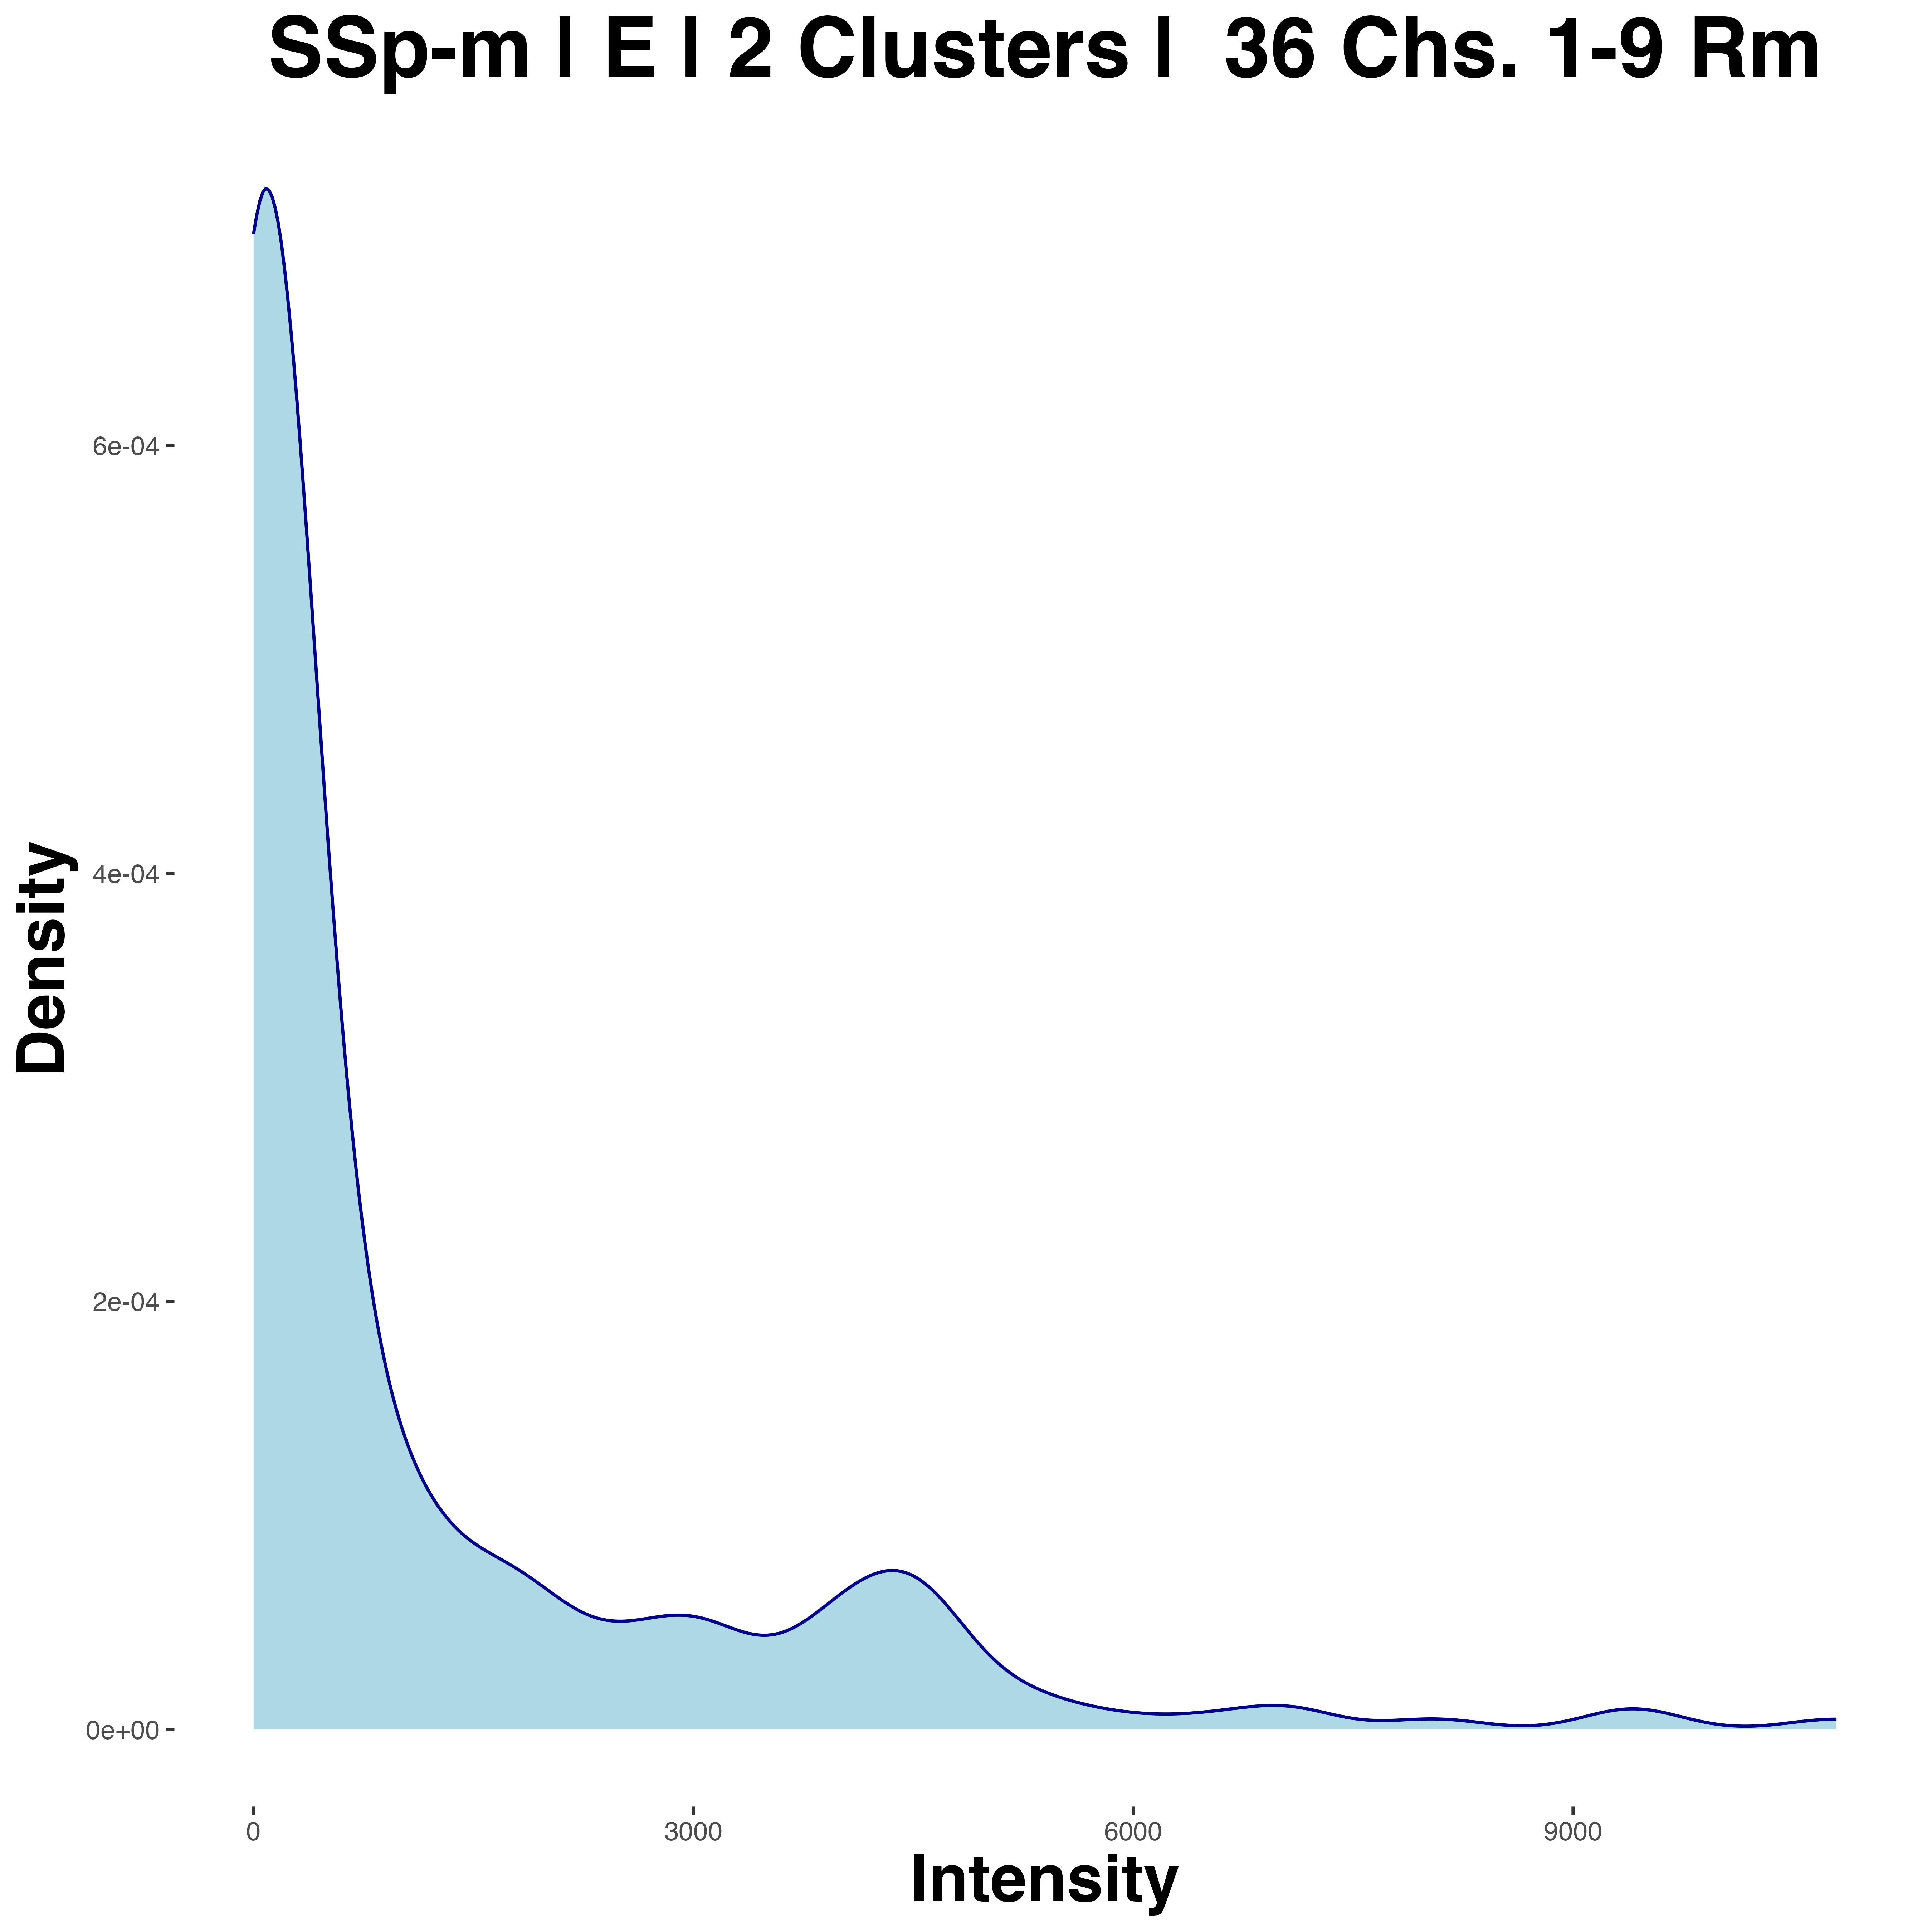 SSp-m | E | 2 Clusters | 36 Chs. 1-9 Rm
6e-04
4e-04
2e-04
0e+00
Density
0 3000 6000 9000
Intensity